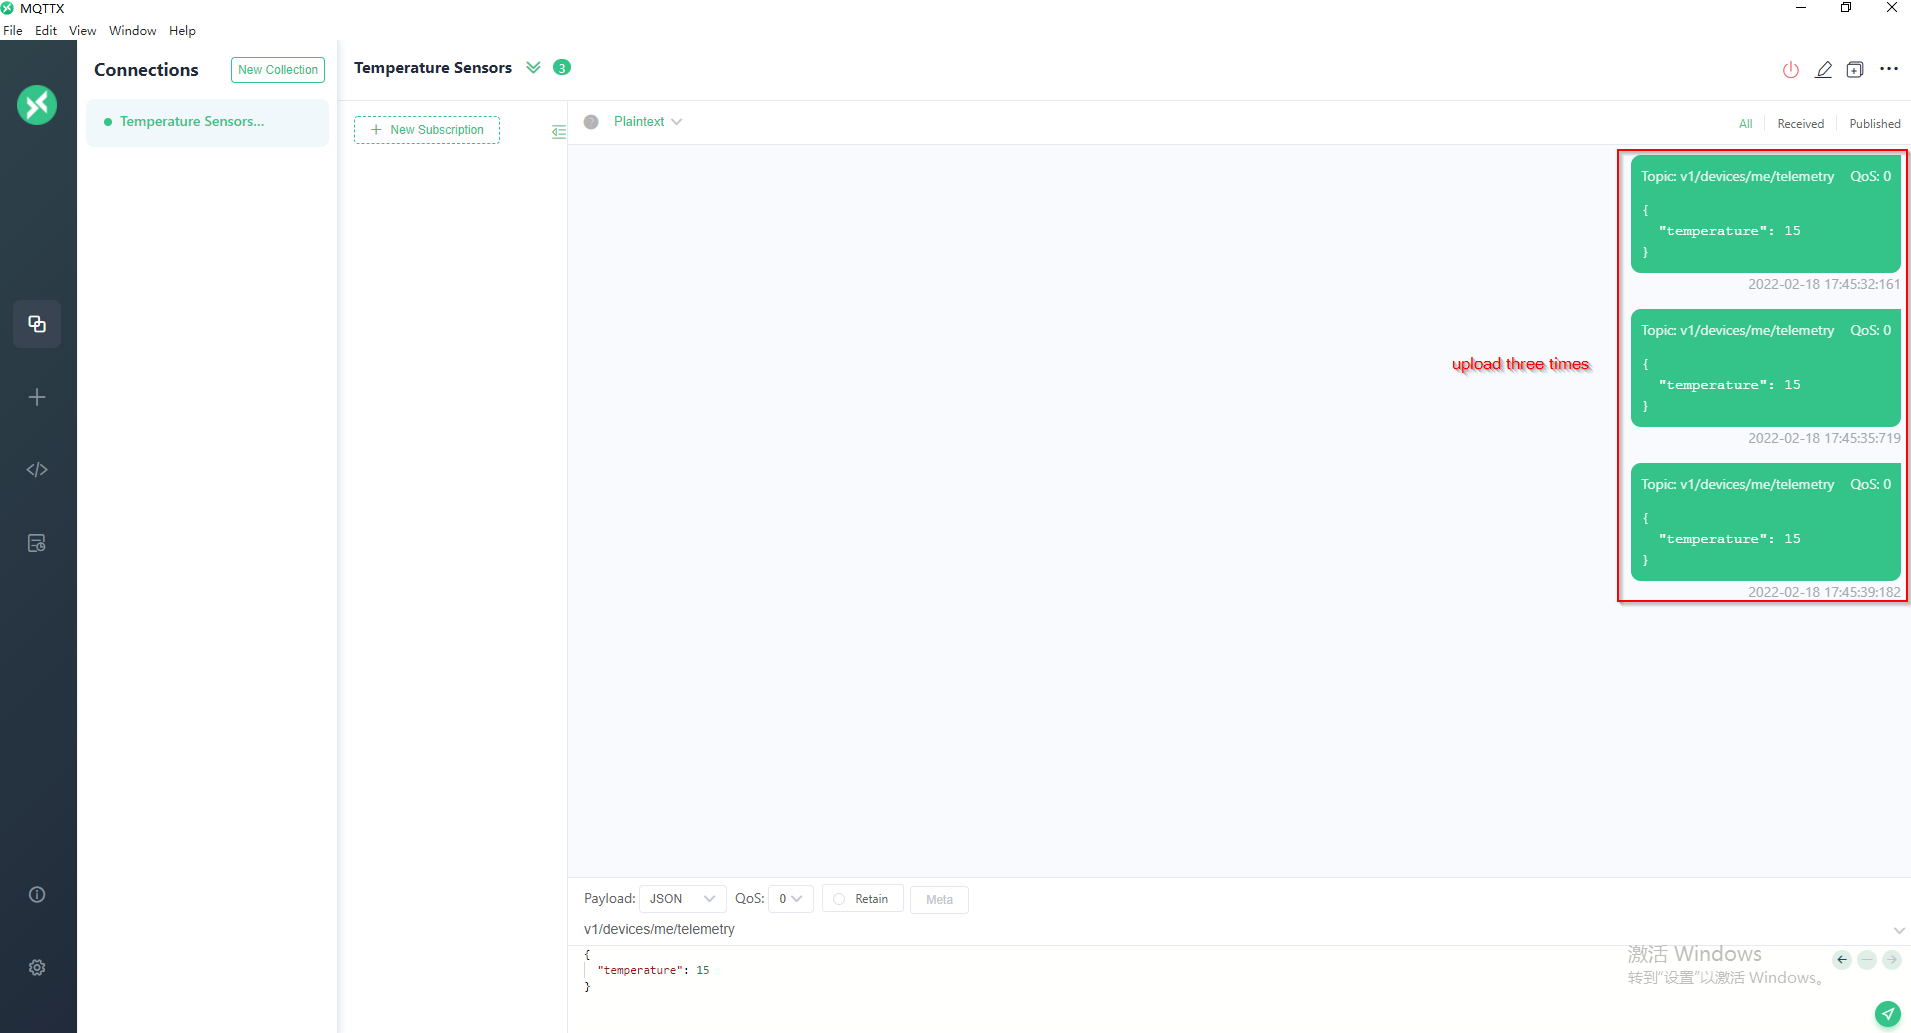 MQTTX
File Edit View Window Help
Connections
New Collection
Temperature Sensors...
Temperature Sensors 3
+ New Subscription
Plaintext
All Received Published
Topic: v1/devices/me/telemetry QoS: 0
{
"temperature": 15
}
2022-02-18 17:45:32:161
Topic: v1/devices/me/telemetry QoS: 0
{
"temperature": 15
}
2022-02-18 17:45:35:719
upload three times
Topic: v1/devices/me/telemetry QoS: 0
{
"temperature": 15
}
2022-02-18 17:45:39:182
Payload: JSON QoS: 0 Retain Meta
v1/devices/me/telemetry
{
"temperature": 15
}
激活 Windows
转到"设置"以激活 Windows。